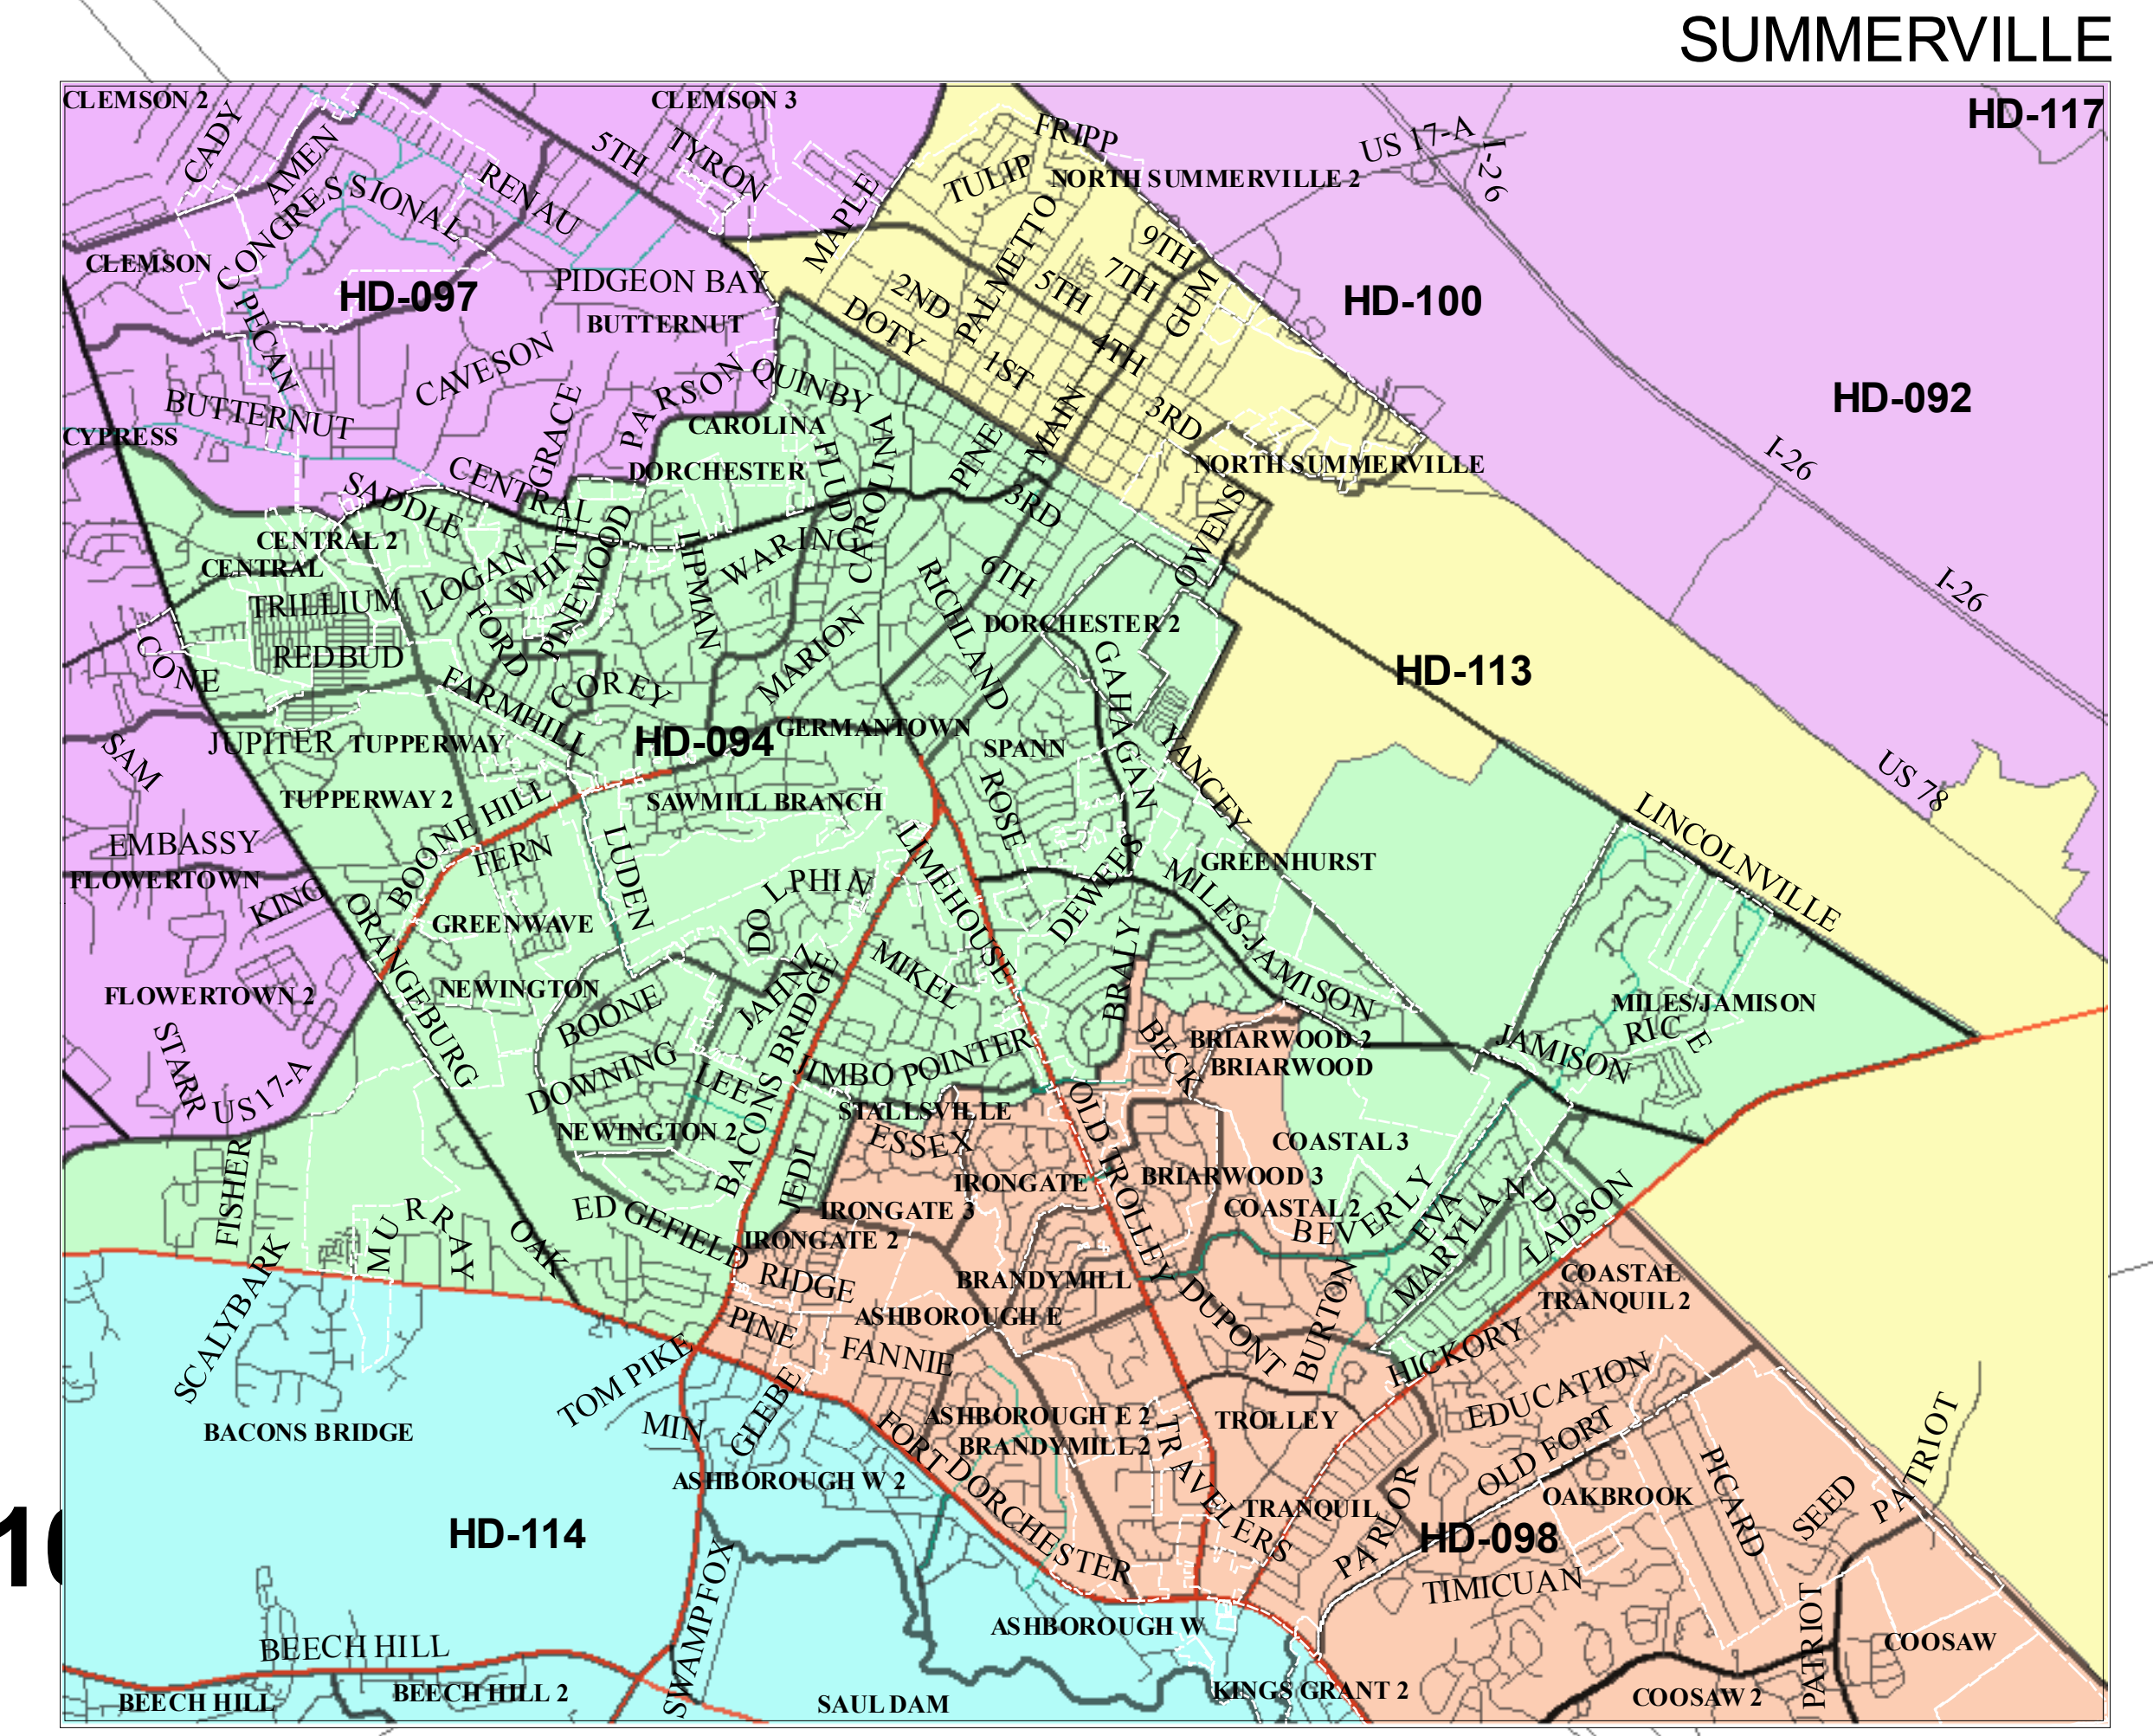 SUMMERVILLE
CLEMSON 2
CLEMSON 3
HD-117
CADY
AMEN
5TH
TYRON
FRIPP
US 17-A
I-26
TULIP
NORTH SUMMERVILLE 2
RENAU
CONGRESSIONAL
MAPLE
PALMETTO
9TH
CLEMSON
HD-097
PIDGEON BAY
BUTTERNUT
7TH
5TH
2ND
GUM
HD-100
PECAN
DOTY
4TH
1ST
CAVESON
PARSON
QUINBY
HD-092
BUTTERNUT
GRACE
CAROLINA
MAIN
3RD
CYPRESS
CENTRAL
DORCHESTER
FLUD
CAROLINA
PINE
NORTH SUMMERVILLE
I-26
SADDLE
3RD
OWENS
CENTRAL 2
CENTRAL
LOGAN
WHIT
PINEWOOD
LIPMAN
WARING
6TH
I-26
TRILLIUM
FORD
RICHLAND
DORCHESTER 2
CONE
REDBUD
MARION
GAHAGAN
HD-113
FARMHILL
COREY
JUPITER
TUPPERWAY
HD-094
GERMANTOWN
SPANN
YANCEY
SAM
TUPPERWAY 2
SAWMILL BRANCH
ROSE
US 78
EMBASSY
BOONE HILL
FERN
LUDEN
LIMEHOUSE
DEWEES
GREENHURST
LINCOLNVILLE
FLOWERTOWN
KING
DOLPHIN
MILES-JAMISON
ORANGEBURG
GREENWAVE
FLOWERTOWN 2
NEWINGTON
BOONE
JAHNZ
MIKEL
BRALY
MILES/JAMISON
STARR
US 17-A
DOWNING
LEE
BACONS BRIDGE
JIMBO POINTER
BECK
BRIARWOOD 2
BRIARWOOD
JAMISON
RICE
STALLSVILLE
OLD TROLLEY
FISHER
NEWINGTON 2
ESSEX
COASTAL 3
JEDI
IRONGATE
BRIARWOOD 3
MURRAY
EDGEFIELD
IRONGATE 3
COASTAL 2
BEVERLY
EVA
MARYLAND
LADSON
OAK
IRONGATE 2
SCALYBARK
RIDGE
BRANDYMILL
DUPONT
BURTON
COASTAL
TRANQUIL 2
PINE
ASHBOROUGH E
TOM PIKE
FANNIE
HICKORY
GLEBE
EDUCATION
BACONS BRIDGE
MIN
FORT DORCHESTER
ASHBOROUGH E 2
BRANDYMILL 2
TRAVELERS
TROLLEY
OLD FORT
PATRIOT
ASHBOROUGH W 2
PICARD
SEED
TRANQUIL
PARLOR
OAKBROOK
10
HD-114
HD-098
SWAMPFOX
TIMICUAN
ASHBOROUGH W
PATRIOT
COOSAW
BEECH HILL
BEECH HILL
BEECH HILL 2
SAUL DAM
KINGS GRANT 2
COOSAW 2